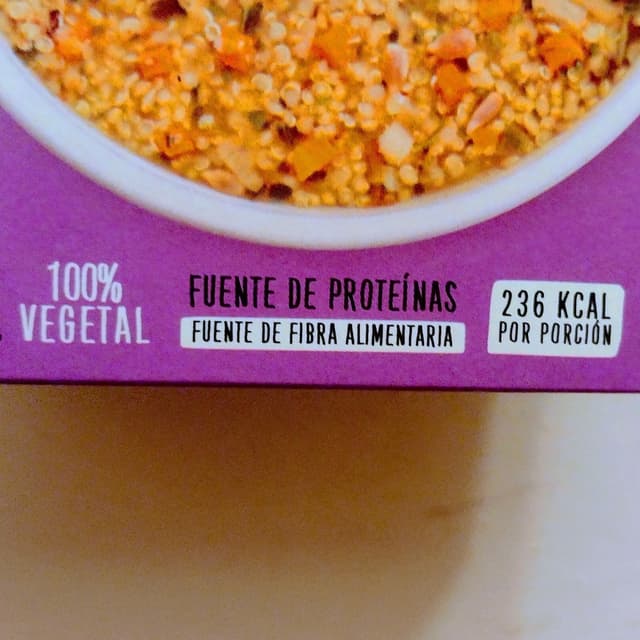 100%
VEGETAL
FUENTE DE PROTEÍNAS
FUENTE DE FIBRA ALIMENTARIA
236 KCAL
POR PORCIÓN